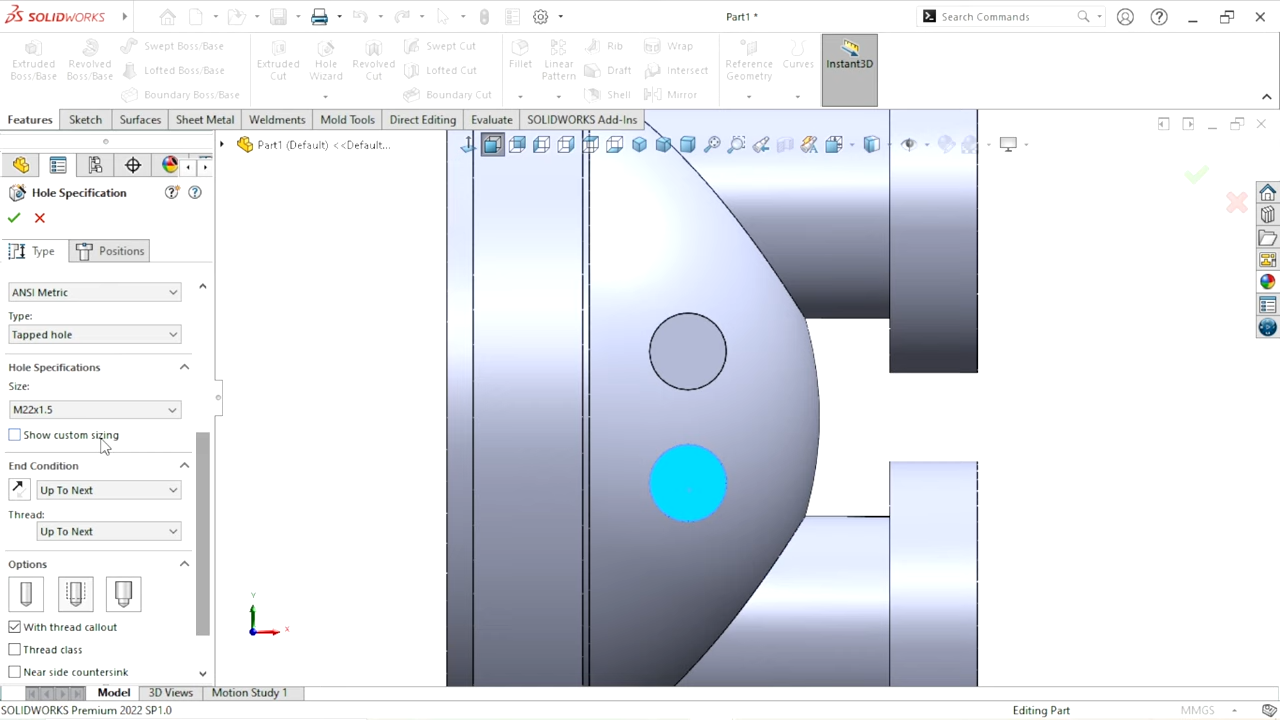 SOLIDWORKS
Part1 *
Search Commands
Extruded Boss/Base
Revolved Boss/Base
Swept Boss/Base
Lofted Boss/Base
Boundary Boss/Base
Extruded Cut
Hole Wizard
Revolved Cut
Swept Cut
Lofted Cut
Boundary Cut
Fillet
Linear Pattern
Rib
Draft
Shell
Wrap
Intersect
Mirror
Reference Geometry
Curves
Instant3D
Features
Sketch
Surfaces
Sheet Metal
Weldments
Mold Tools
Direct Editing
Evaluate
SOLIDWORKS Add-Ins
Part1 (Default) <<Default...
Hole Specification
Type
Positions
ANSI Metric
Type:
Tapped hole
Hole Specifications
Size:
M22x1.5
Show custom sizing
End Condition
Up To Next
Thread:
Up To Next
Options
With thread callout
Thread class
Near side countersink
Y
X
Model
3D Views
Motion Study 1
SOLIDWORKS Premium 2022 SP1.0
Editing Part
MMGS